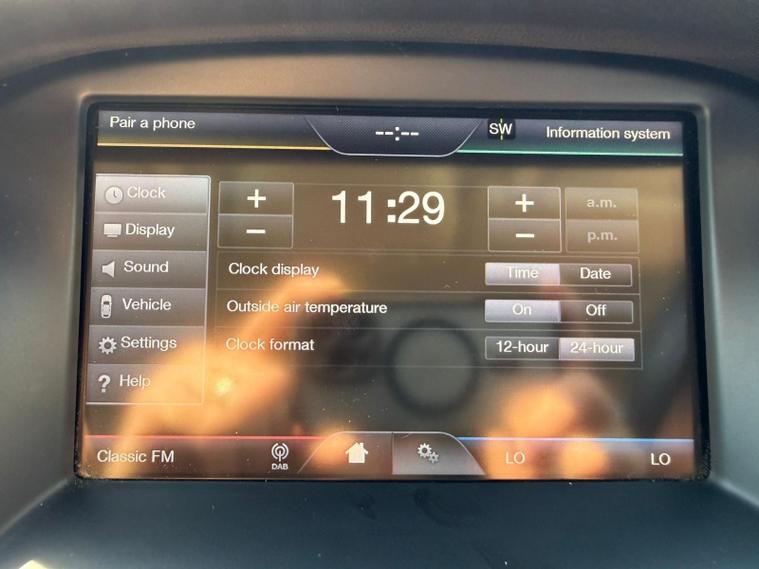 Pair a phone
--:--
SW
Information system
Clock
+
11:29
+
a.m.
Display
−
−
p.m.
Sound
Clock display
Time
Date
Vehicle
Outside air temperature
On
Off
Settings
Clock format
12-hour
24-hour
? Help
Classic FM
DAB
LO
LO